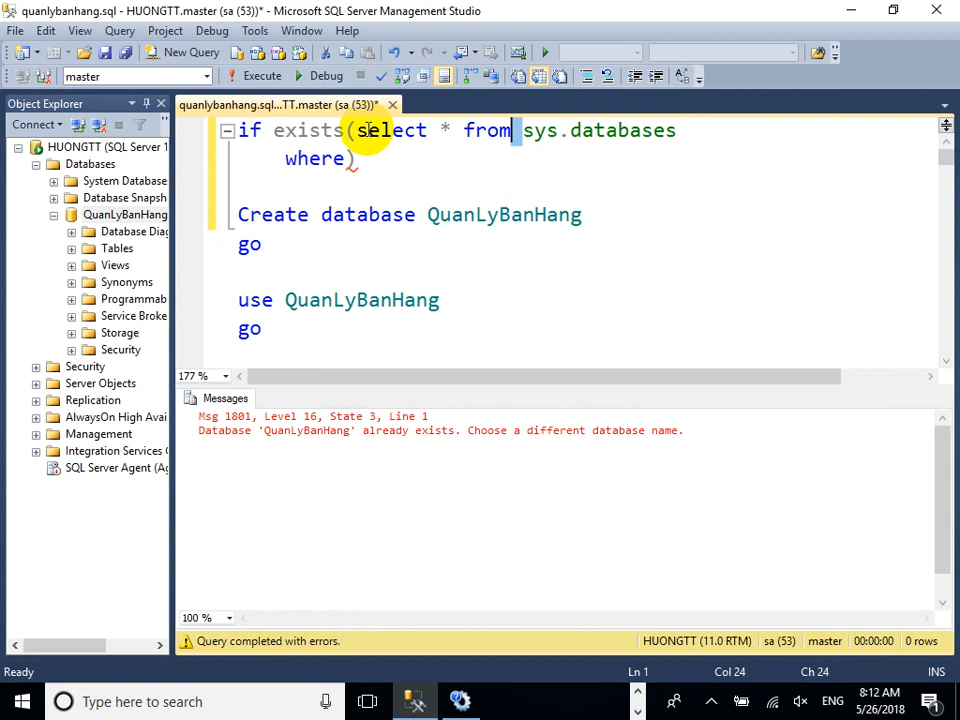 quanlybanhang.sql - HUONGTT.master (sa (53))* - Microsoft SQL Server Management Studio
File Edit View Query Project Debug Tools Window Help
New Query
master Execute Debug
Object Explorer
quanlybanhang.sql...TT.master (sa (53))*
Connect
HUONGTT (SQL Server 1
Databases
System Database
Database Snapsh
QuanLyBanHang
Database Diag
Tables
Views
Synonyms
Programmab
Service Broke
Storage
Security
Security
Server Objects
Replication
AlwaysOn High Avai
Management
Integration Services C
SQL Server Agent (Ag
if exists(select * from sys.databases
where)
Create database QuanLyBanHang
go
use QuanLyBanHang
go
177 %
Messages
Msg 1801, Level 16, State 3, Line 1
Database 'QuanLyBanHang' already exists. Choose a different database name.
100 %
Query completed with errors. HUONGTT (11.0 RTM) sa (53) master 00:00:00 0 rows
Ready Ln 1 Col 24 Ch 24 INS
Type here to search
ENG
8:12 AM
5/26/2018
1